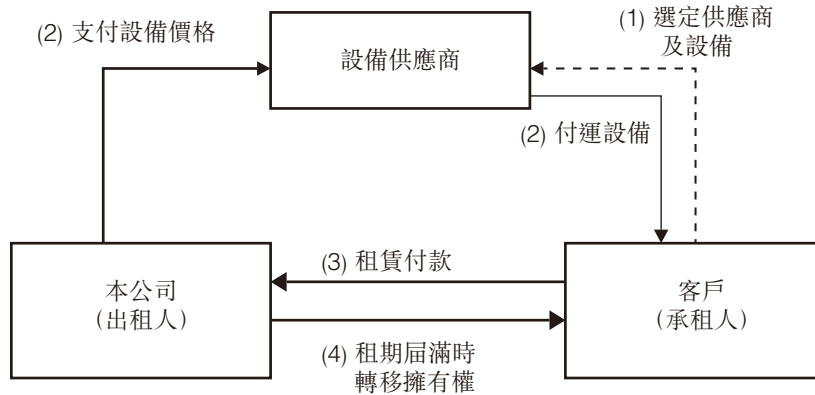 (1) 選定供應商
及設備
(2) 支付設備價格
設備供應商
(2) 付運設備
(3) 租賃付款
本公司
（出租人）
客戶
（承租人）
(4) 租期屆滿時
轉移擁有權